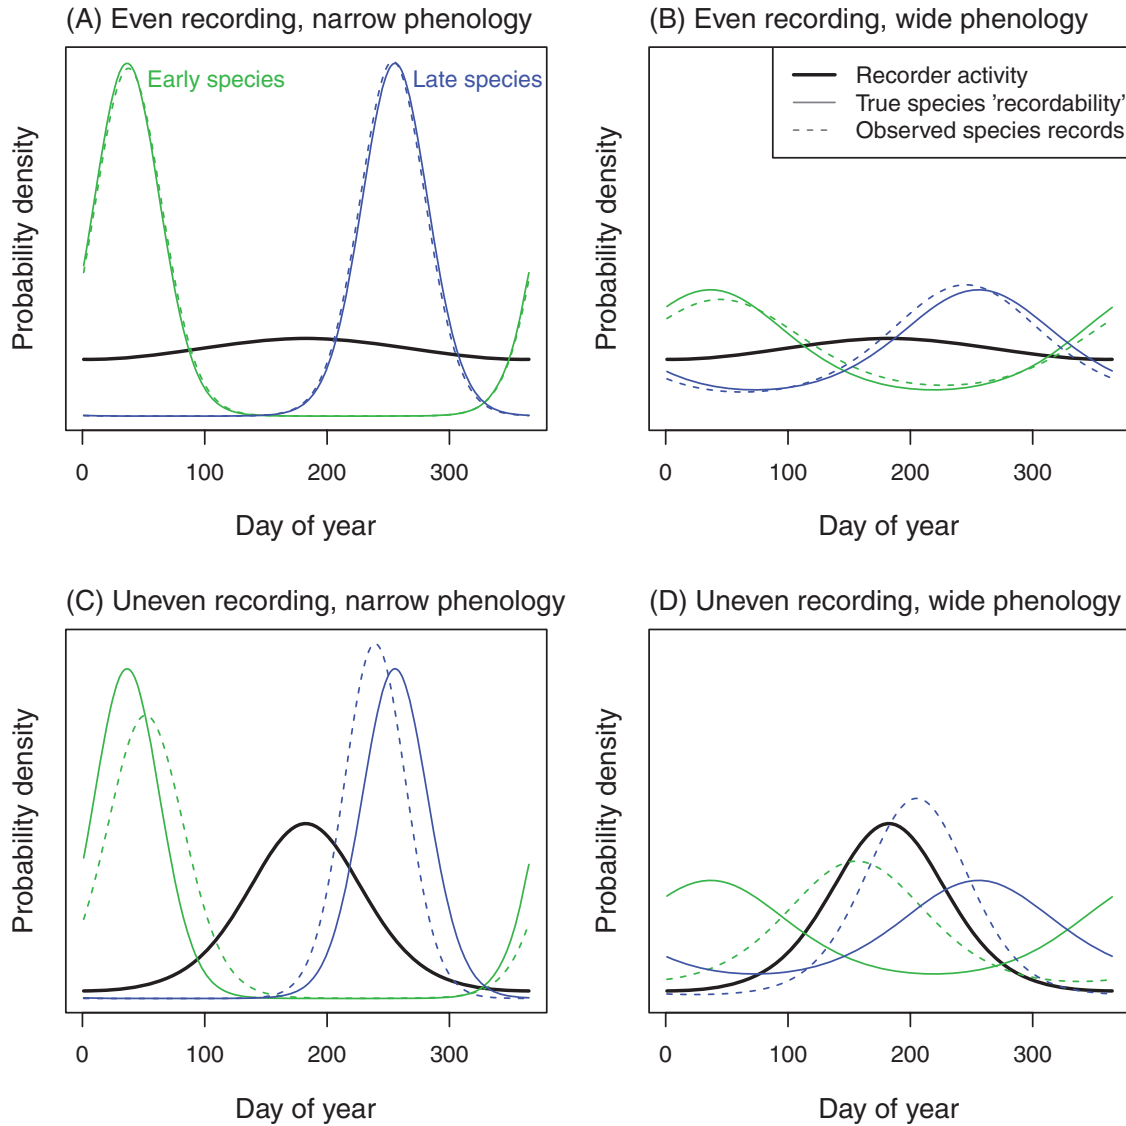 (A) Even recording, narrow phenology
Early species
Late species
Probability density
0 100 200 300
Day of year
(B) Even recording, wide phenology
Recorder activity
True species 'recordability'
Observed species records
Probability density
0 100 200 300
Day of year
(C) Uneven recording, narrow phenology
Probability density
0 100 200 300
Day of year
(D) Uneven recording, wide phenology
Probability density
0 100 200 300
Day of year